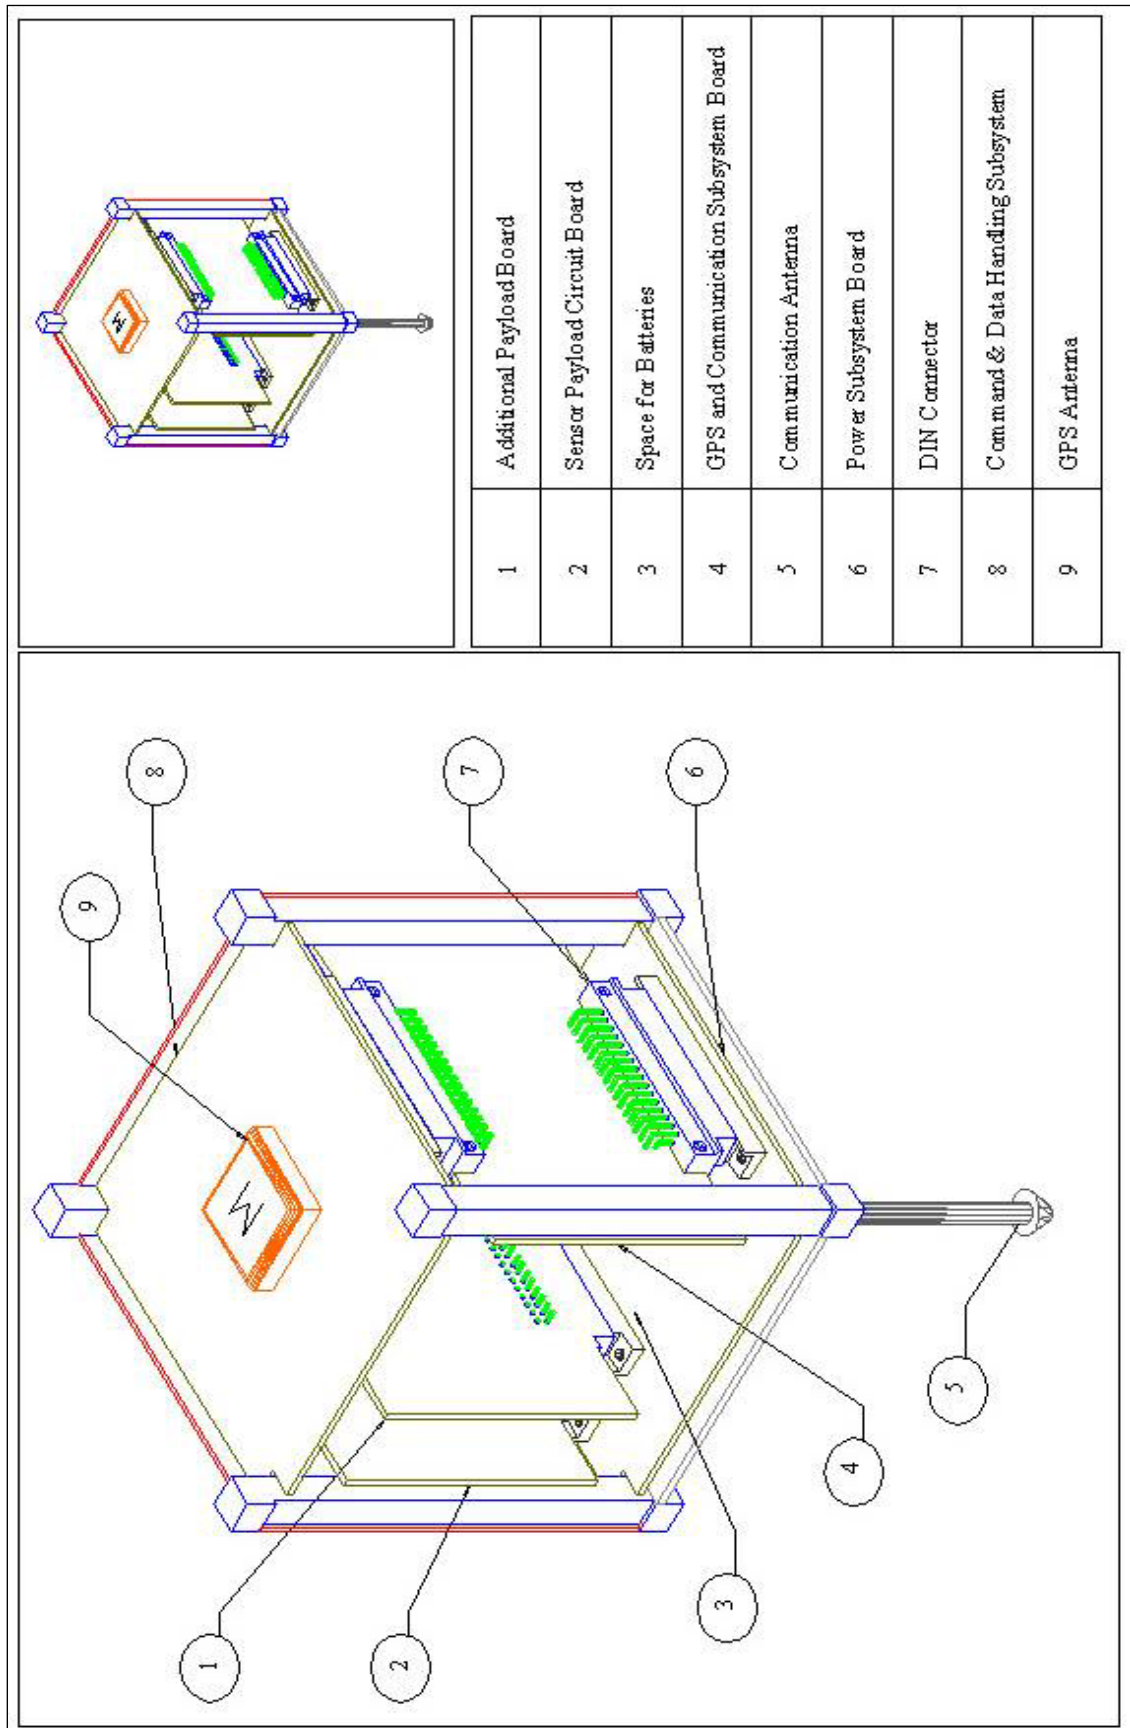 1 Additional Payload Board
2 Sensor Payload Circuit Board
3 Space for Batteries
4 GPS and Communication Subsystem Board
5 Communication Antenna
6 Power Subsystem Board
7 DIN Connector
8 Command & Data Handling Subsystem
9 GPS Antenna
M
1
2
3
4
5
6
7
8
9
M